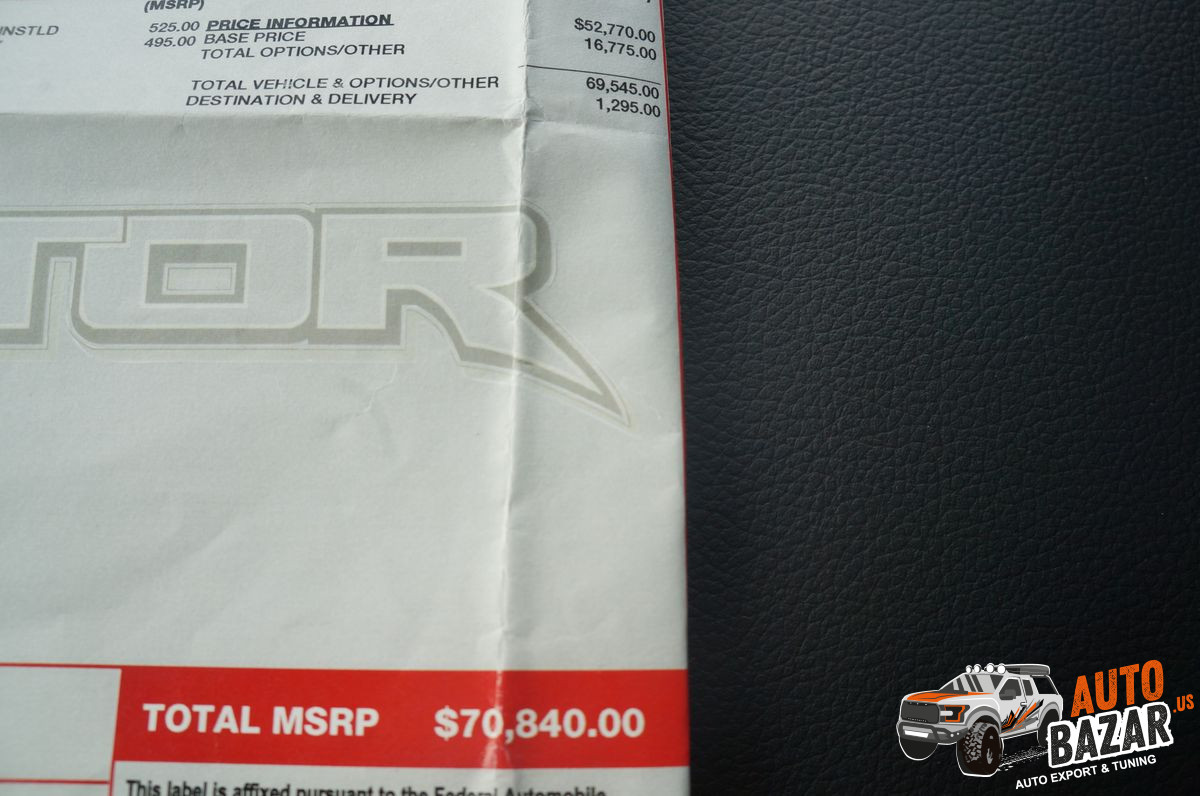 (MSRP)
INSTLD 525.00 PRICE INFORMATION
495.00 BASE PRICE $52,770.00
TOTAL OPTIONS/OTHER 16,775.00
TOTAL VEHICLE & OPTIONS/OTHER 69,545.00
DESTINATION & DELIVERY 1,295.00
TOR
TOTAL MSRP $70,840.00
This label is affixed pursuant to the Federal Automobile
AUTO
BAZAR.US
AUTO EXPORT & TUNING